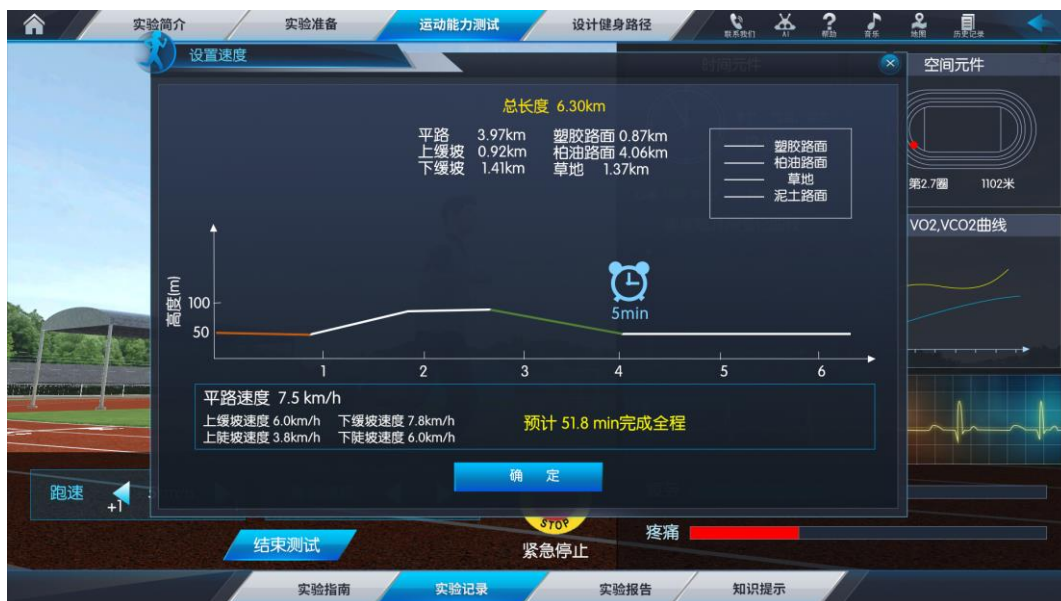 实验简介 实验准备 运动能力测试 设计健身路径 联系我们 AI 帮助 音乐 地图 历史记录
设置速度
时间元件 空间元件
总长度 6.30km
平路 3.97km 塑胶路面 0.87km
上缓坡 0.92km 柏油路面 4.06km
下缓坡 1.41km 草地 1.37km
塑胶路面
柏油路面
草地
泥土路面
第2.7圈 1102米
VO2,VCO2曲线
高度(m)
100
50
5min
1 2 3 4 5 6
平路速度 7.5 km/h
上缓坡速度 6.0km/h 下缓坡速度 7.8km/h
上陡坡速度 3.8km/h 下陡坡速度 6.0km/h
预计 51.8 min完成全程
确 定
跑速
+1
STOP
疼痛
结束测试
紧急停止
实验指南 实验记录 实验报告 知识提示